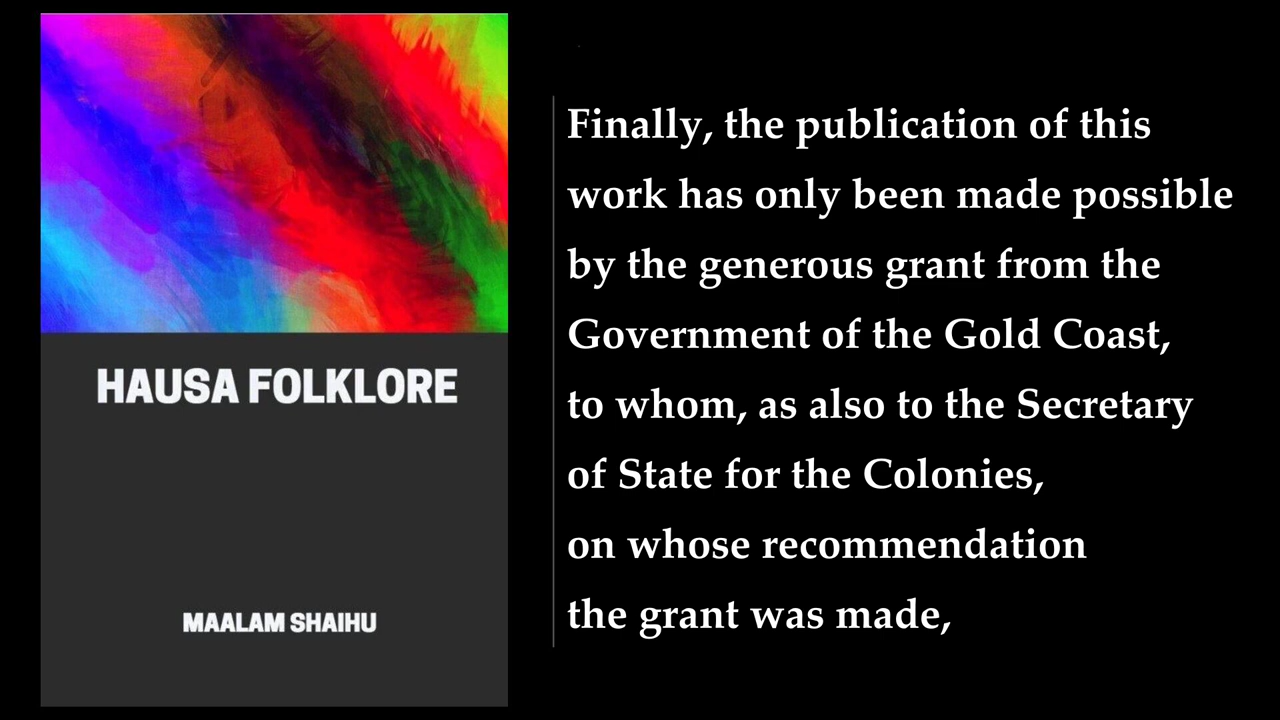 HAUSA FOLKLORE
MAALAM SHAIHU
Finally, the publication of this
work has only been made possible
by the generous grant from the
Government of the Gold Coast,
to whom, as also to the Secretary
of State for the Colonies,
on whose recommendation
the grant was made,